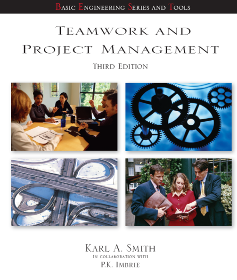 Basic Engineering Series and Tools
Teamwork and
Project Management
Third Edition
Karl A. Smith
In collaboration with
P.K. Imbrie